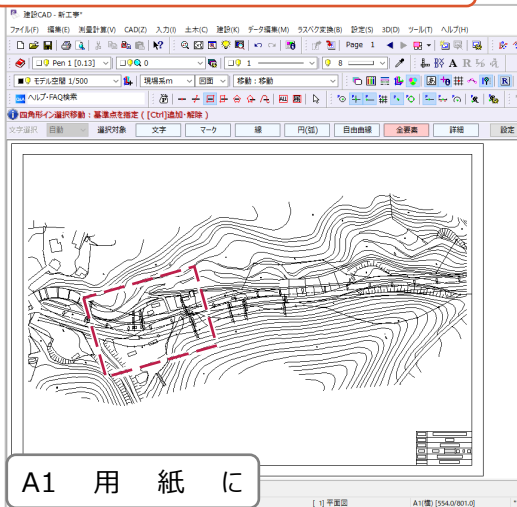 建設CAD - 新工事*
ファイル(F) 編集(E) 測量計算(V) CAD(Z) 入力(I) 土木(C) 建設(K) データ編集(M) ラスベク変換(B) 設定(S) 3D(D) ツール(T) ヘルプ(H)
Page 1
Pen 1 [0.13] 0 1 8 A R
モデル空間 1/500 現場系m 図面 移動：移動
ヘルプ・FAQ検索
四角形イン選択移動：基準点を指定 ( [Ctrl]追加・解除 )
文字選択 自動 選択対象 文字 マーク 線 円(弧) 自由曲線 全要素 詳細 設定
A1 用 紙 に
[ 1] 平面図 A1(横) [554.0/801.0]